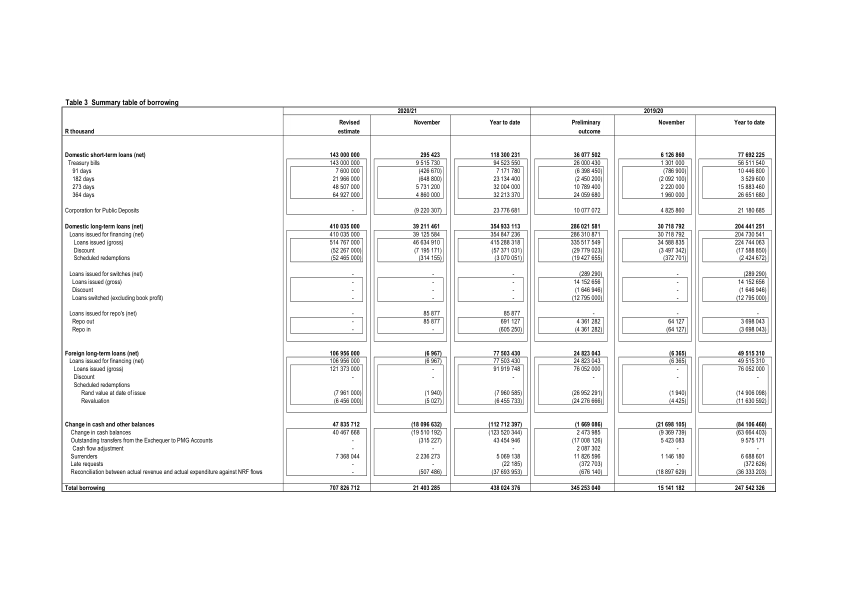 Table 3 Summary table of borrowing
2020/21 2019/20
Revised November Year to date Preliminary November Year to date
R thousand estimate outcome
Domestic short-term loans (net) 143 000 000 295 423 118 300 231 36 077 502 6 126 860 77 692 225
Treasury bills 143 000 000 9 515 730 94 523 550 26 000 430 1 301 000 56 511 540
91 days 7 600 000 (426 670) 7 171 780 (6 398 450) (786 900) 10 446 800
182 days 21 966 000 (648 800) 23 134 400 (2 450 200) (2 092 100) 3 529 600
273 days 48 507 000 5 731 200 32 004 000 10 789 400 2 220 000 15 883 460
364 days 64 927 000 4 860 000 32 213 370 24 059 680 1 960 000 26 651 680
Corporation for Public Deposits - (9 220 307) 23 776 681 10 077 072 4 825 860 21 180 685
Domestic long-term loans (net) 410 035 000 39 211 461 354 933 113 286 021 581 30 718 792 204 441 251
Loans issued for financing (net) 410 035 000 39 125 584 354 847 236 286 310 871 30 718 792 204 730 541
Loans issued (gross) 514 767 000 46 634 910 415 288 318 335 517 549 34 588 835 224 744 063
Discount (52 267 000) (7 195 171) (57 371 031) (29 779 023) (3 497 342) (17 588 850)
Scheduled redemptions (52 465 000) (314 155) (3 070 051) (19 427 655) (372 701) (2 424 672)
Loans issued for switches (net) - - - (289 290) - (289 290)
Loans issued (gross) - - - 14 152 656 - 14 152 656
Discount - - - (1 646 946) - (1 646 946)
Loans switched (excluding book profit) - - - (12 795 000) - (12 795 000)
Loans issued for repo's (net) - 85 877 85 877 - - -
Repo out - 85 877 691 127 4 361 282 64 127 3 698 043
Repo in - - (605 250) (4 361 282) (64 127) (3 698 043)
Foreign long-term loans (net) 106 956 000 (6 967) 77 503 430 24 823 043 (6 365) 49 515 310
Loans issued for financing (net) 106 956 000 (6 967) 77 503 430 24 823 043 (6 365) 49 515 310
Loans issued (gross) 121 373 000 - 91 919 748 76 052 000 - 76 052 000
Discount - - - - - -
Scheduled redemptions
Rand value at date of issue (7 961 000) (1 940) (7 960 585) (26 952 291) (1 940) (14 906 098)
Revaluation (6 456 000) (5 027) (6 455 733) (24 276 666) (4 425) (11 630 592)
Change in cash and other balances 47 835 712 (18 096 632) (112 712 397) (1 669 086) (21 698 105) (84 106 460)
Change in cash balances 40 467 668 (19 510 192) (123 520 344) 2 473 985 (9 369 739) (63 664 403)
Outstanding transfers from the Exchequer to PMG Accounts - (315 227) 43 454 946 (17 008 126) 5 423 083 9 575 171
Cash flow adjustment - - - 2 087 302 - -
Surrenders 7 368 044 2 236 273 5 069 138 11 826 596 1 146 180 6 688 601
Late requests - - (22 185) (372 703) - (372 626)
Reconciliation between actual revenue and actual expenditure against NRF flows - (507 486) (37 693 953) (676 140) (18 897 629) (36 333 203)
Total borrowing 707 826 712 21 403 285 438 024 376 345 253 040 15 141 182 247 542 326